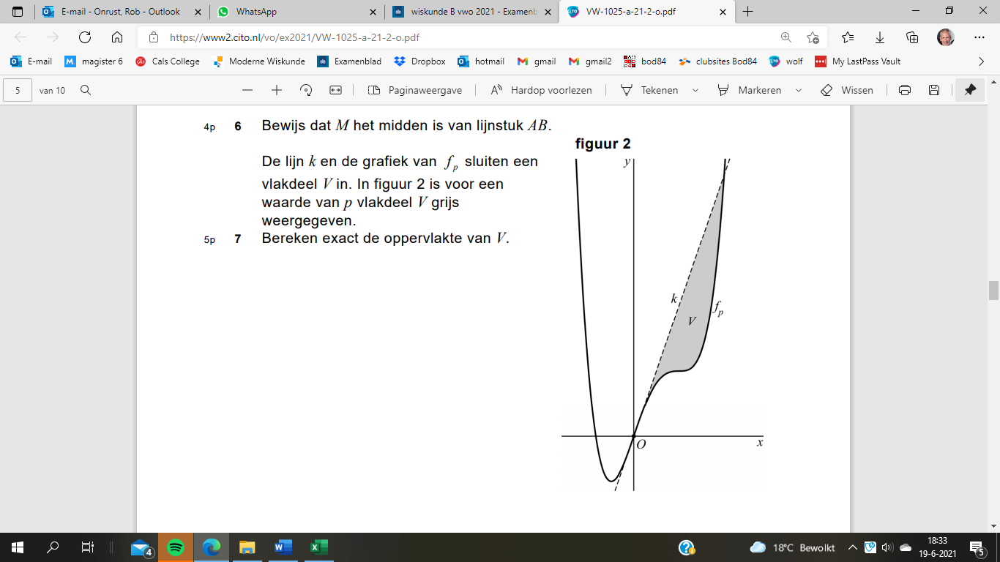 E-mail - Onrust, Rob - Outlook
WhatsApp
wiskunde B vwo 2021 - Examenb
VW-1025-a-21-2-o.pdf
https://www2.cito.nl/vo/ex2021/VW-1025-a-21-2-o.pdf
E-mail
M magister 6
Cals College
Moderne Wiskunde
Examenblad
Dropbox
hotmail
gmail
gmail2
bod84
clubsites Bod84
wolf
My LastPass Vault
5 van 10
Paginaweergave
Hardop voorlezen
Tekenen
Markeren
Wissen
4p 6 Bewijs dat M het midden is van lijnstuk AB.
De lijn k en de grafiek van f_p sluiten een
vlakdeel V in. In figuur 2 is voor een
waarde van p vlakdeel V grijs
weergegeven.
5p 7 Bereken exact de oppervlakte van V.
figuur 2
y
k
f_p
V
O
x
4
18°C Bewolkt
18:33
19-6-2021
5